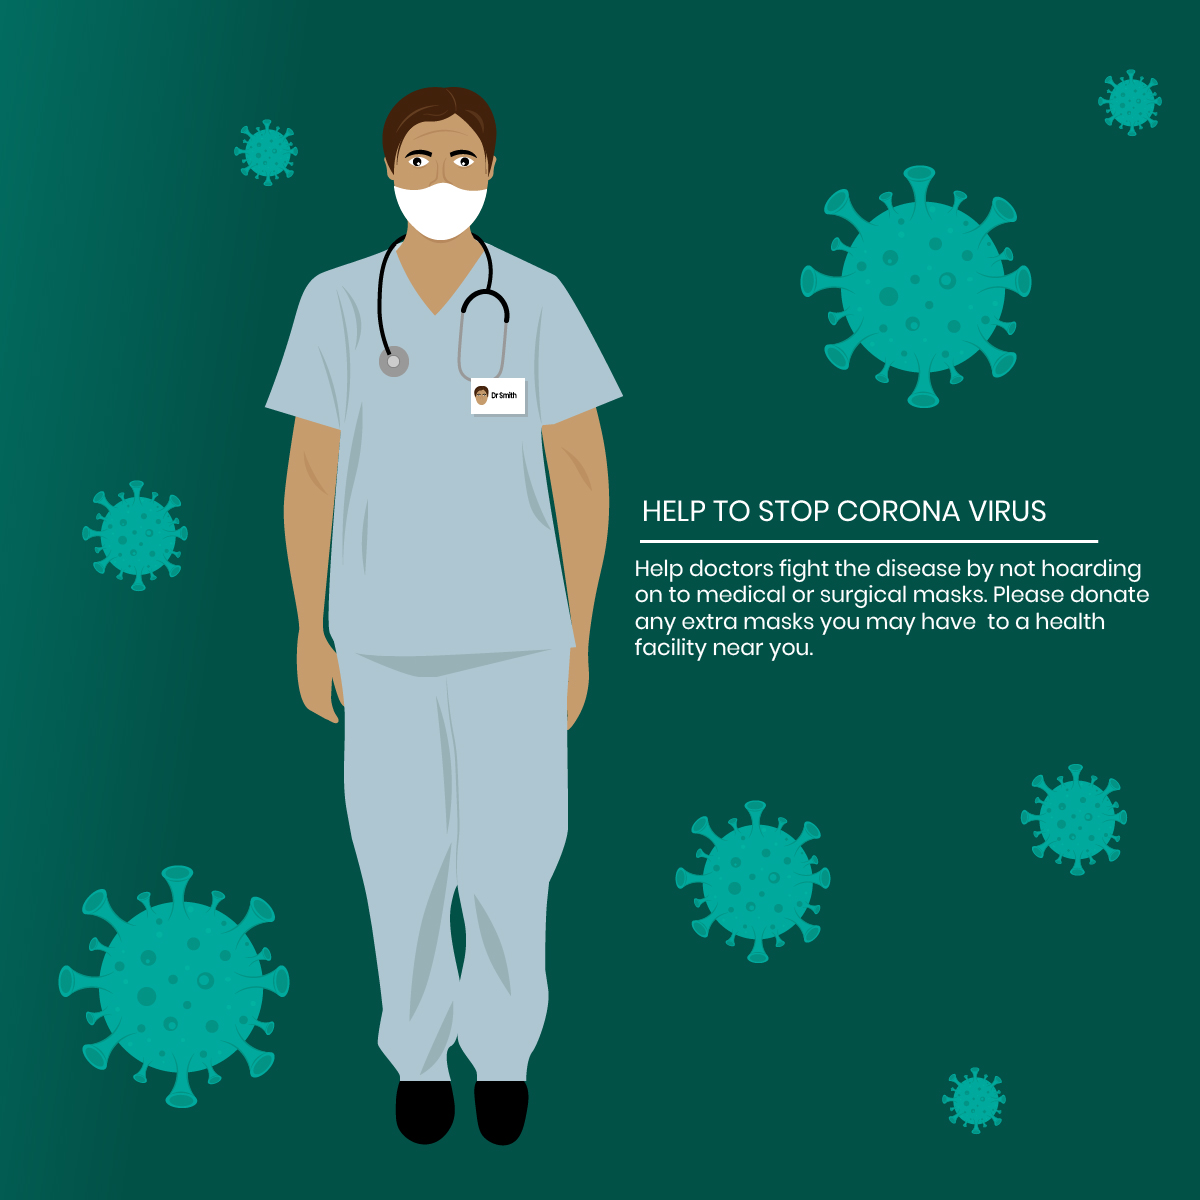 Dr Smith
HELP TO STOP CORONA VIRUS
Help doctors fight the disease by not hoarding
on to medical or surgical masks. Please donate
any extra masks you may have  to a health
facility near you.